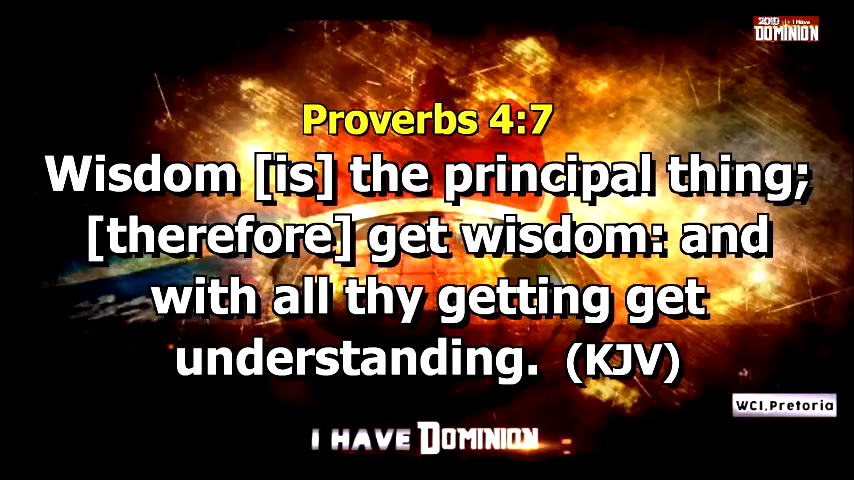 2019 I Have
DOMINION
Proverbs 4:7
Wisdom [is] the principal thing;
[therefore] get wisdom: and
with all thy getting get
understanding. (KJV)
WCI.Pretoria
I HAVE DOMINION